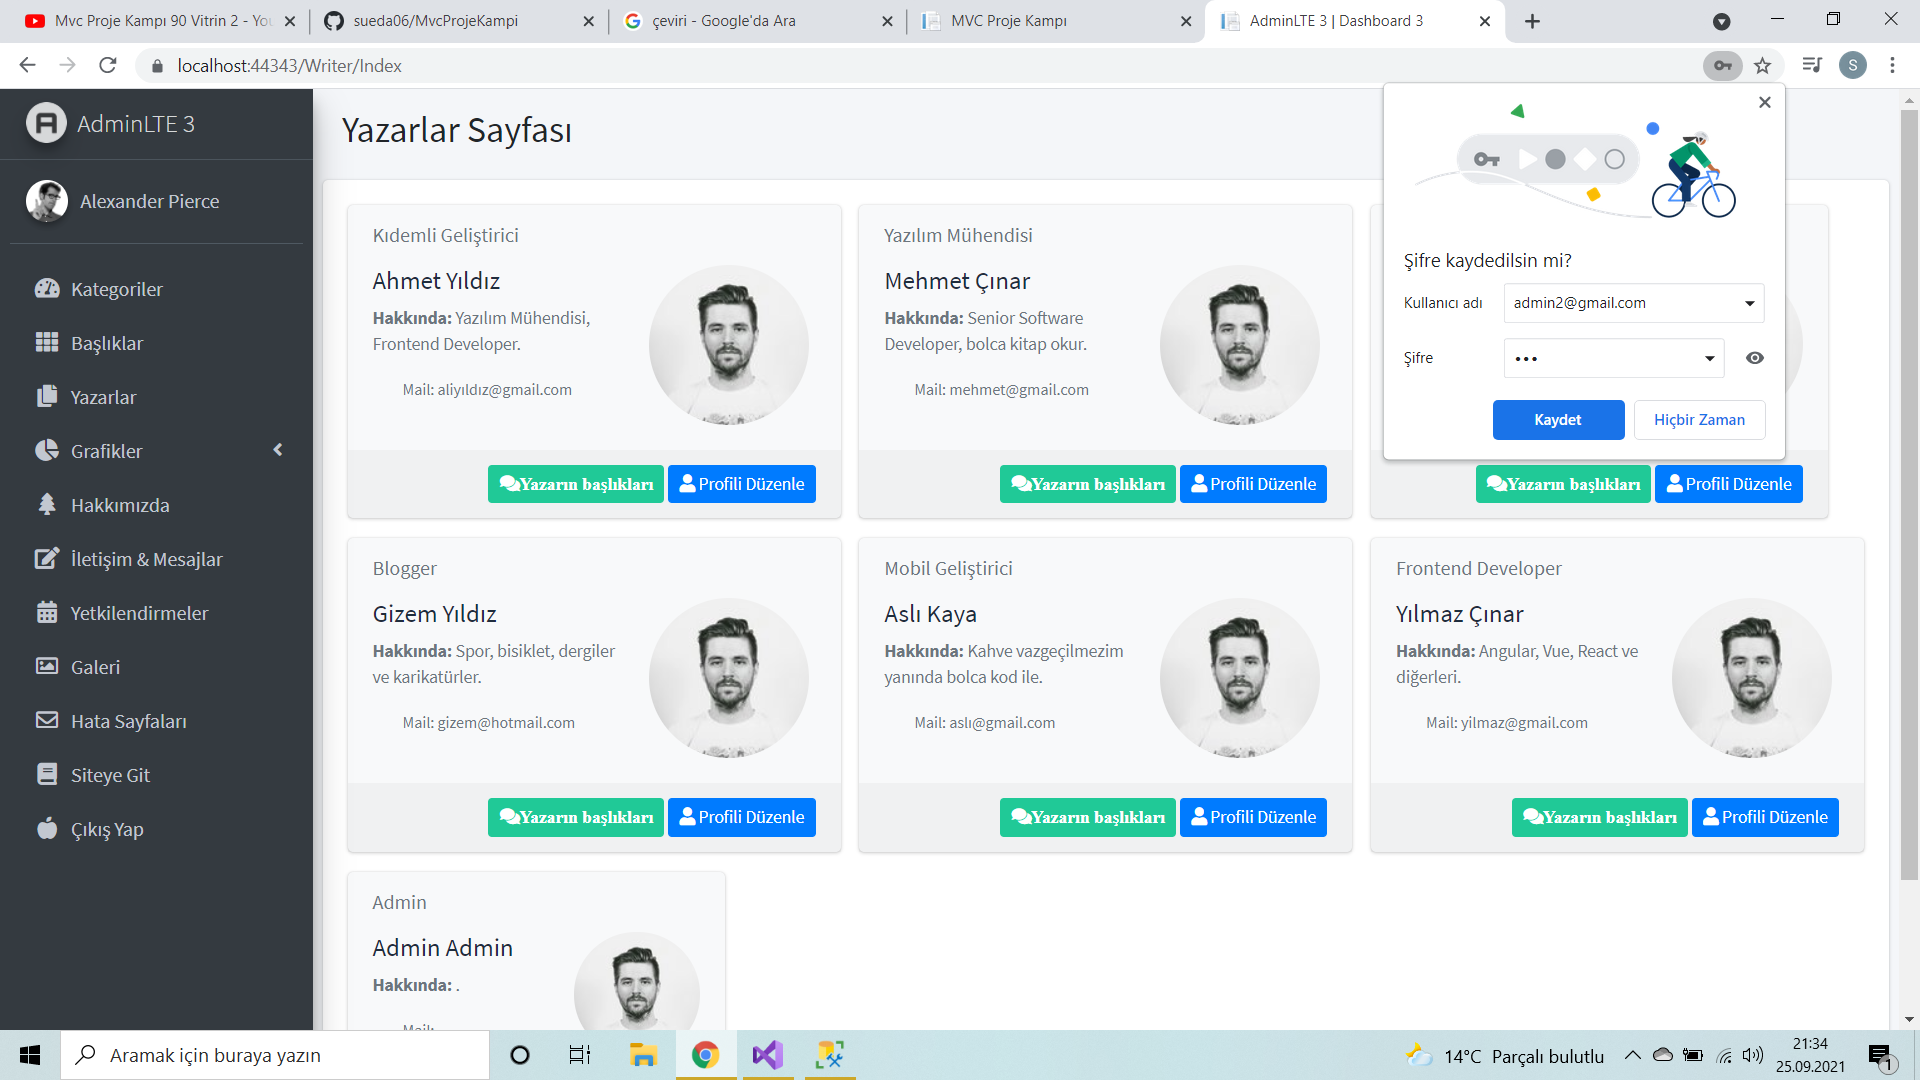 Mvc Proje Kampı 90 Vitrin 2 - You
sueda06/MvcProjeKampi
çeviri - Google'da Ara
MVC Proje Kampı
AdminLTE 3 | Dashboard 3
localhost:44343/Writer/Index
S
AdminLTE 3
Alexander Pierce
Kategoriler
Başlıklar
Yazarlar
Grafikler
Hakkımızda
İletişim & Mesajlar
Yetkilendirmeler
Galeri
Hata Sayfaları
Siteye Git
Çıkış Yap
Yazarlar Sayfası
Kıdemli Geliştirici
Ahmet Yıldız
Hakkında: Yazılım Mühendisi,
Frontend Developer.
Mail: aliyıldız@gmail.com
Yazarın başlıkları
Profili Düzenle
Yazılım Mühendisi
Mehmet Çınar
Hakkında: Senior Software
Developer, bolca kitap okur.
Mail: mehmet@gmail.com
Yazarın başlıkları
Profili Düzenle
Şifre kaydedilsin mi?
Kullanıcı adı
admin2@gmail.com
Şifre
•••
Kaydet
Hiçbir Zaman
Yazarın başlıkları
Profili Düzenle
Blogger
Gizem Yıldız
Hakkında: Spor, bisiklet, dergiler
ve karikatürler.
Mail: gizem@hotmail.com
Yazarın başlıkları
Profili Düzenle
Mobil Geliştirici
Aslı Kaya
Hakkında: Kahve vazgeçilmezim
yanında bolca kod ile.
Mail: aslı@gmail.com
Yazarın başlıkları
Profili Düzenle
Frontend Developer
Yılmaz Çınar
Hakkında: Angular, Vue, React ve
diğerleri.
Mail: yilmaz@gmail.com
Yazarın başlıkları
Profili Düzenle
Admin
Admin Admin
Hakkında: .
Mail:
Aramak için buraya yazın
14°C Parçalı bulutlu
21:34
25.09.2021
1